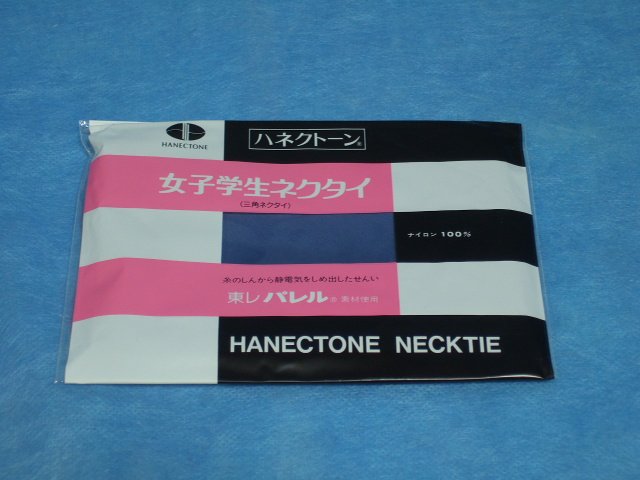 HANECTONE
ハネクトーン®
女子学生ネクタイ
(三角ネクタイ)
ナイロン 100%
糸のしんから静電気をしめ出したせんい
東レ パレル® 素材使用
HANECTONE NECKTIE